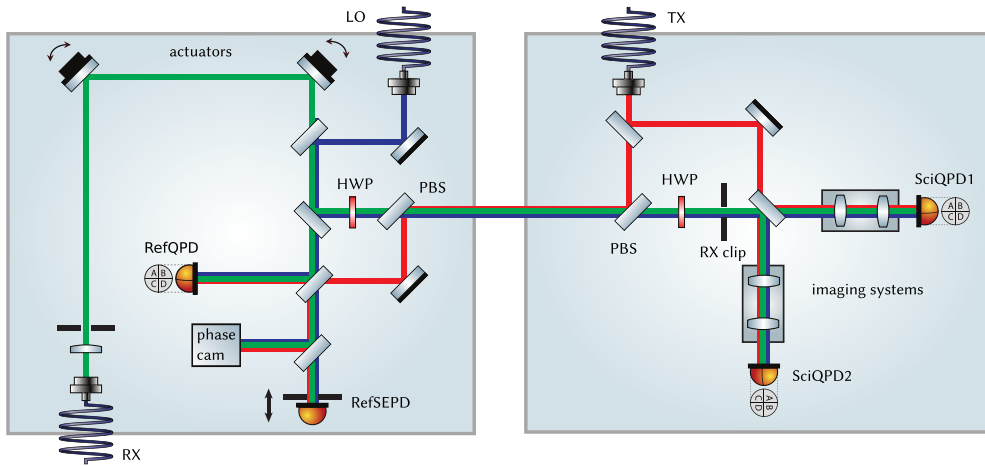 LO
TX
actuators
HWP
PBS
HWP
SciQPD1
A B
C D
RefQPD
A B
C D
PBS
RX clip
imaging systems
phase
cam
RefSEPD
SciQPD2
A B
C D
RX